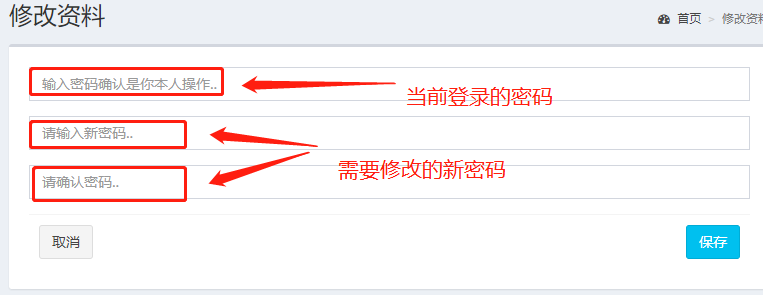 修改资料
首页 > 修改资料
输入密码确认是你本人操作..
当前登录的密码
请输入新密码..
需要修改的新密码
请确认密码..
取消
保存